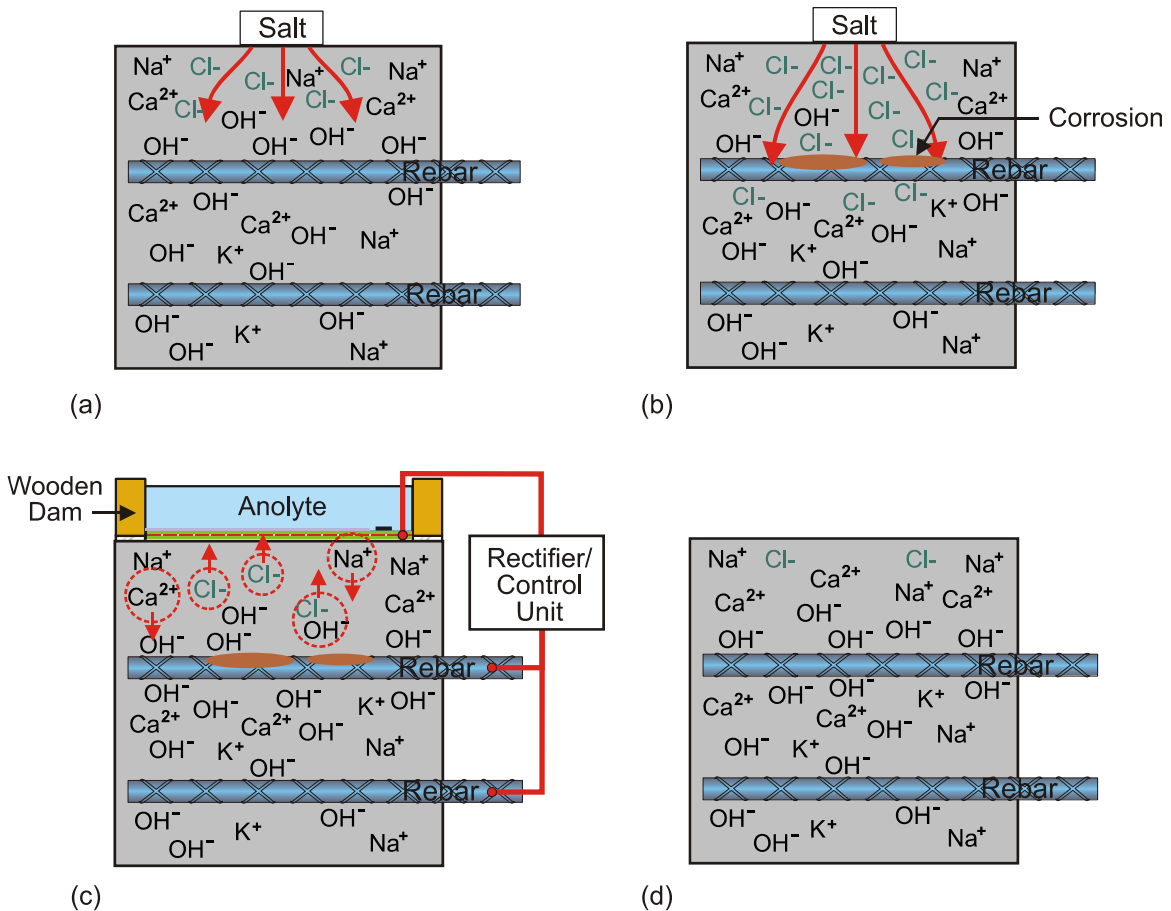 Salt
Na⁺ Cl- Cl- Na⁺ Cl- Na⁺
Ca²⁺ Cl- Cl- Ca²⁺
OH⁻ OH⁻
OH⁻ OH⁻ OH⁻
Rebar
Ca²⁺ OH⁻ OH⁻
Ca²⁺ OH⁻ Na⁺
OH⁻ K⁺ OH⁻
Rebar
OH⁻ K⁺ OH⁻
OH⁻ Na⁺
(a)
Salt
Na⁺ Cl- Cl- Cl- Na⁺
Ca²⁺ Cl- Cl- Cl- Cl- Ca²⁺
OH⁻ Cl-
OH⁻ Cl- Cl- OH⁻
Corrosion
Rebar
Cl- OH⁻ Cl- Cl- K⁺ OH⁻
Ca²⁺ Ca²⁺ OH⁻
OH⁻ K⁺ OH⁻ Na⁺
Rebar
OH⁻ K⁺ OH⁻
OH⁻ Na⁺
(b)
Wooden
Dam
Anolyte
Rectifier/
Control
Unit
Na⁺ Cl- Cl- Na⁺ Na⁺
Ca²⁺ OH⁻ Cl- Ca²⁺
OH⁻ OH⁻ OH⁻ OH⁻
Rebar
OH⁻ OH⁻ OH⁻ K⁺ OH⁻
Ca²⁺ Ca²⁺ OH⁻
OH⁻ K⁺ OH⁻ Na⁺
Rebar
OH⁻ K⁺ OH⁻
OH⁻ Na⁺
(c)
Na⁺ Cl- Cl- Na⁺
Ca²⁺ Ca²⁺ Na⁺ Ca²⁺
OH⁻ OH⁻ OH⁻ OH⁻
Rebar
Ca²⁺ OH⁻ OH⁻ K⁺ OH⁻
Ca²⁺ OH⁻ Na⁺
OH⁻ K⁺ OH⁻
Rebar
OH⁻ K⁺ OH⁻
OH⁻ Na⁺
(d)